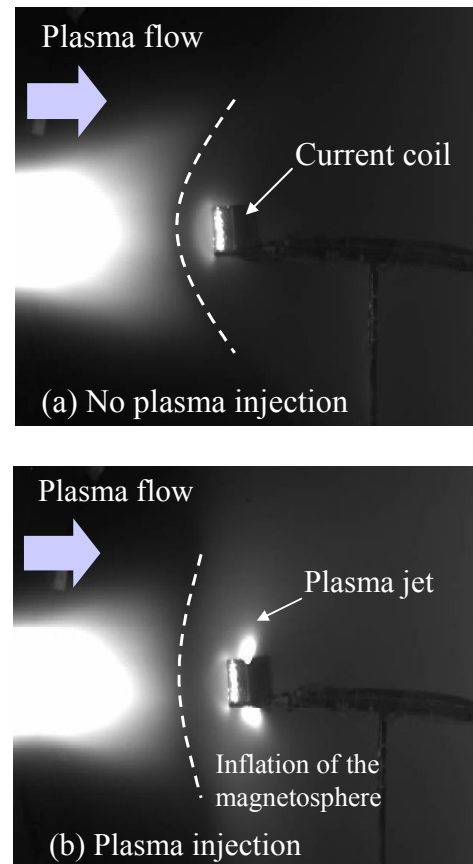 Plasma flow
Current coil
(a) No plasma injection
Plasma flow
Plasma jet
Inflation of the
magnetosphere
(b) Plasma injection